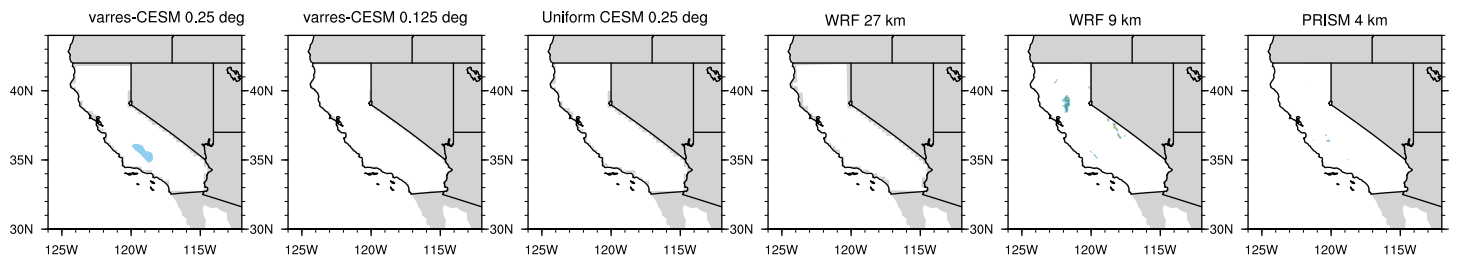 varres-CESM 0.25 deg
varres-CESM 0.125 deg
Uniform CESM 0.25 deg
WRF 27 km
WRF 9 km
PRISM 4 km
40N
35N
30N
125W 120W 115W
40N
35N
30N
125W 120W 115W
40N
35N
30N
125W 120W 115W
40N
35N
30N
125W 120W 115W
40N
35N
30N
125W 120W 115W
40N
35N
30N
125W 120W 115W